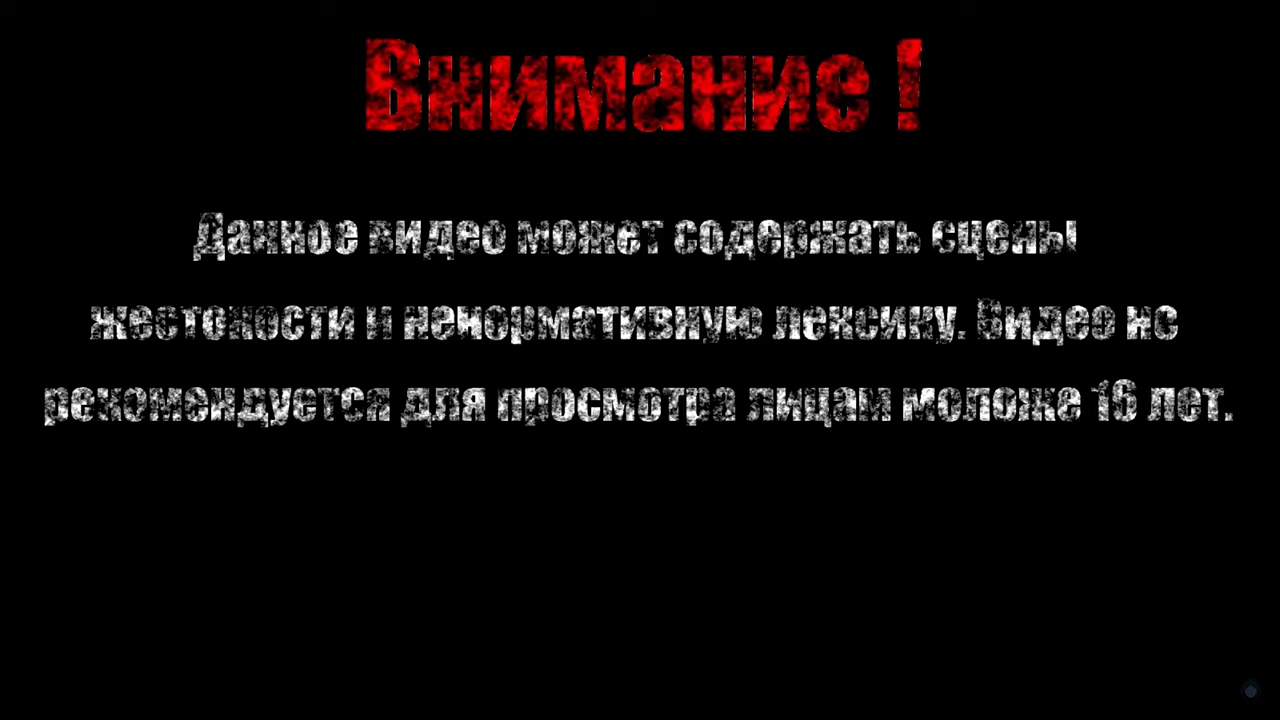 Внимание !
Данное видео может содержать сцены
жестокости и ненормативную лексику. Видео не
рекомендуется для просмотра лицам моложе 16 лет.